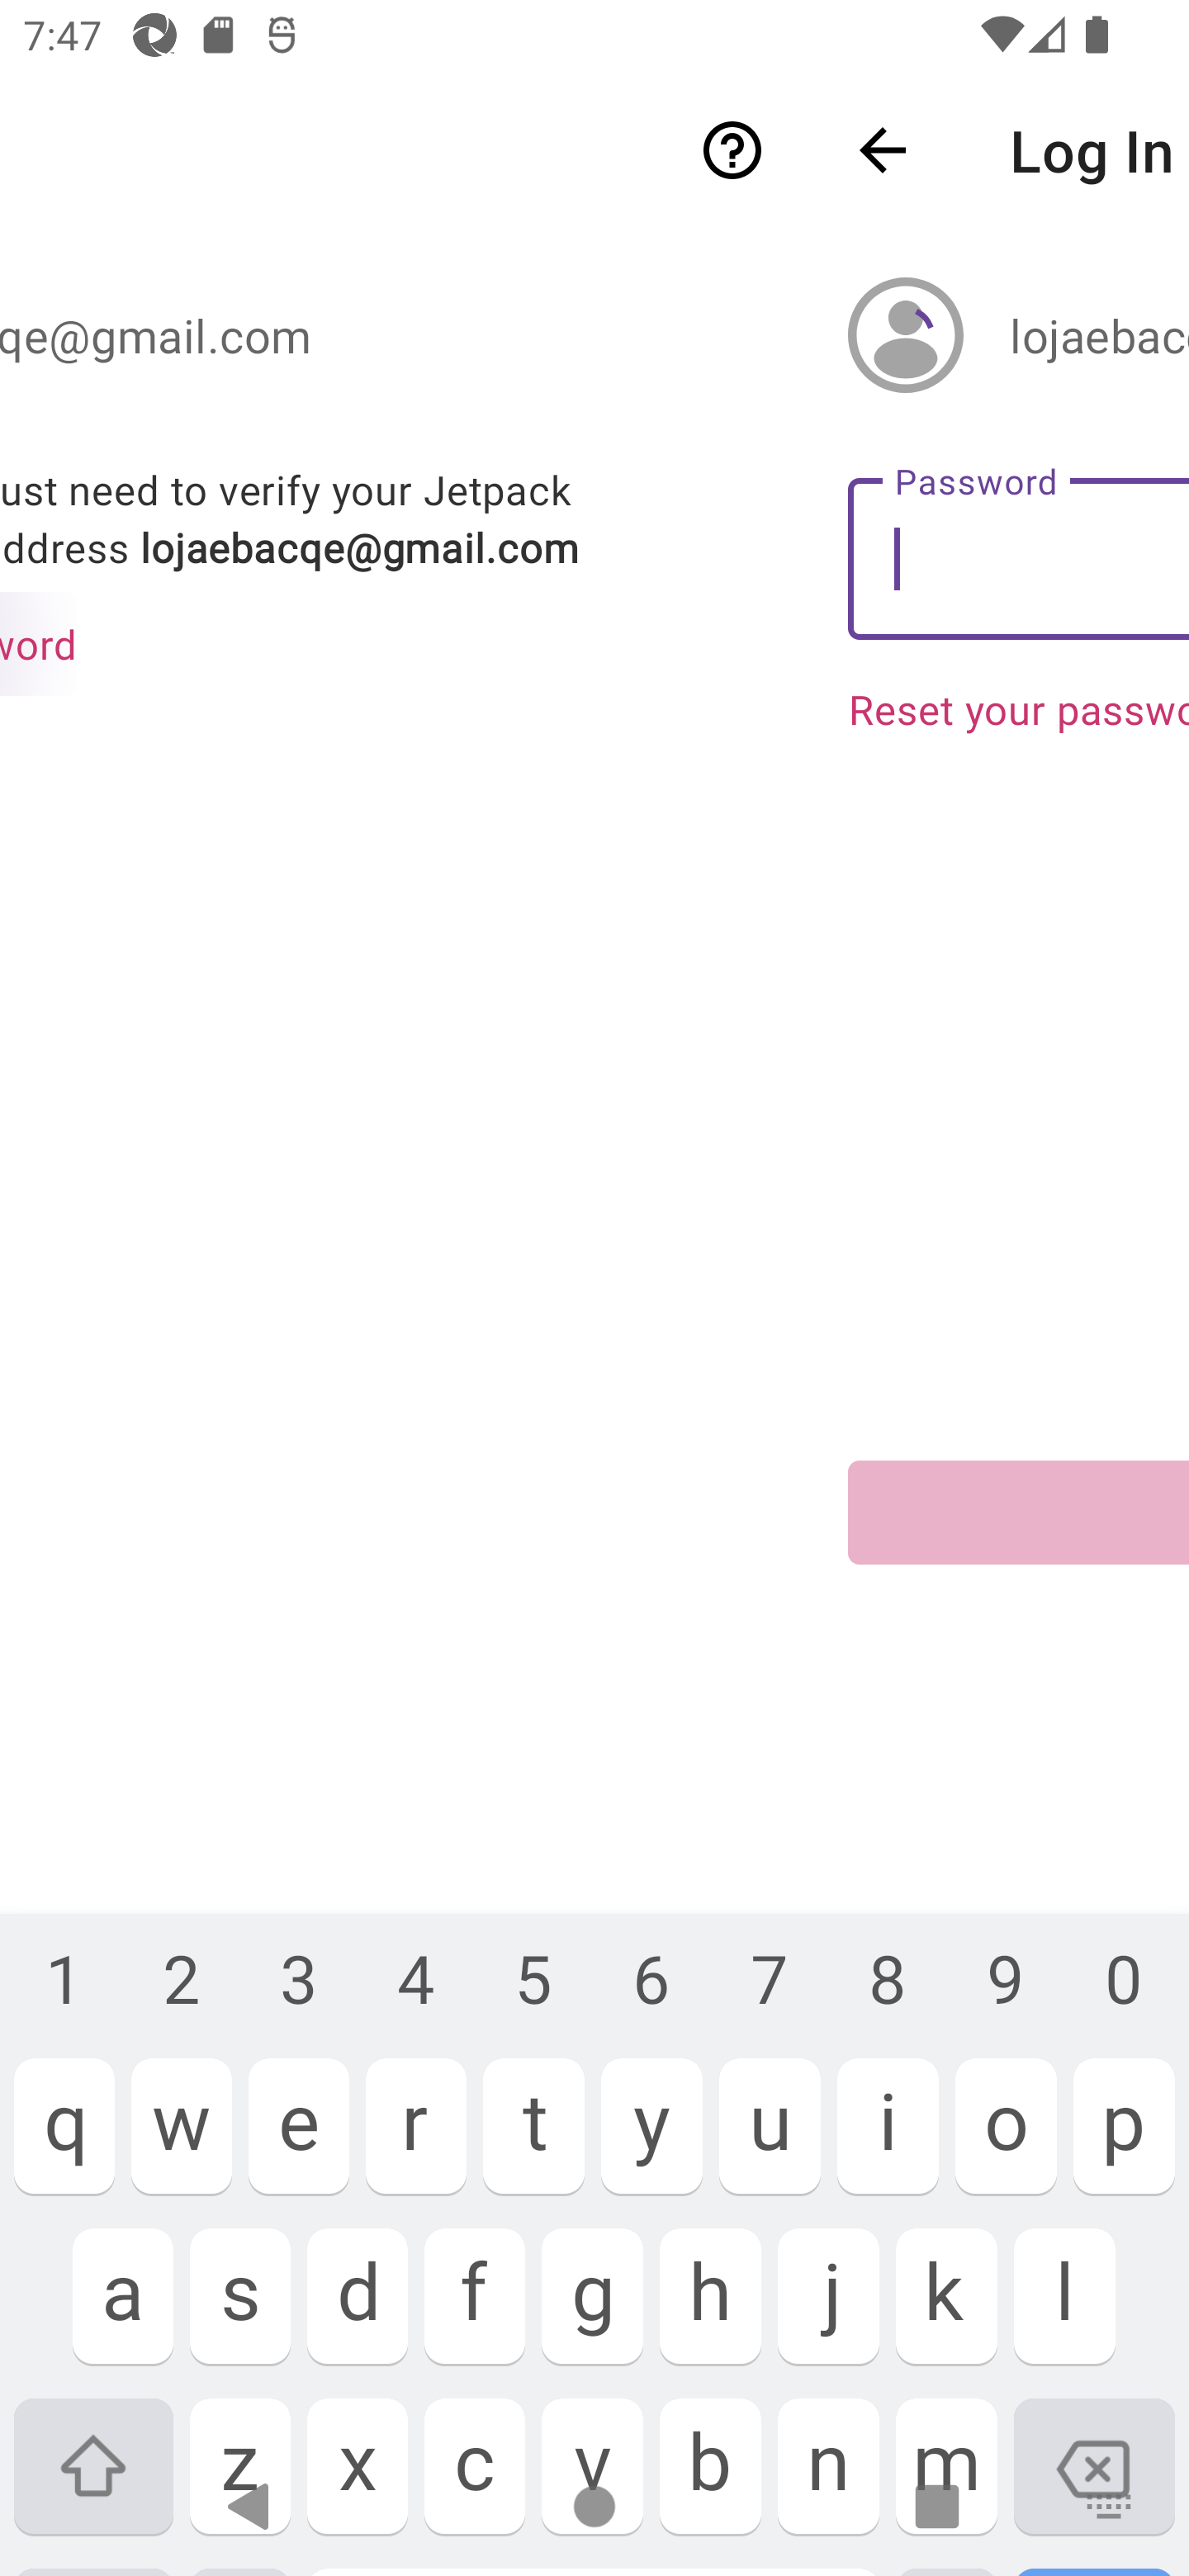 7:47
Log In
qe@gmail.com
lojaebac
ust need to verify your Jetpack
ddress lojaebacqe@gmail.com
Password
word
Reset your passwo
1 2 3 4 5 6 7 8 9 0
q w e r t y u i o p
a s d f g h j k l
z x c v b n m